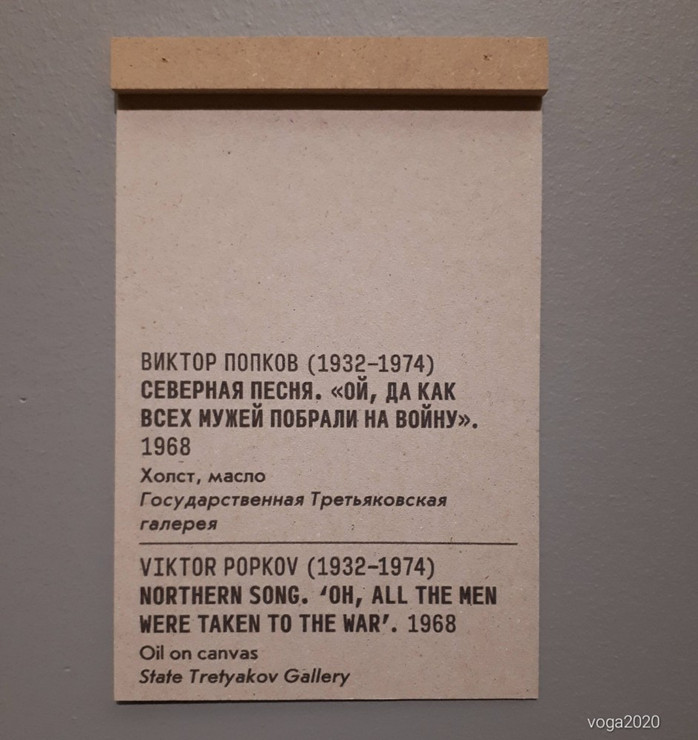 ВИКТОР ПОПКОВ (1932–1974)
СЕВЕРНАЯ ПЕСНЯ. «ОЙ, ДА КАК
ВСЕХ МУЖЕЙ ПОБРАЛИ НА ВОЙНУ».
1968
Холст, масло
Государственная Третьяковская
галерея
VIKTOR POPKOV (1932–1974)
NORTHERN SONG. ‘OH, ALL THE MEN
WERE TAKEN TO THE WAR’. 1968
Oil on canvas
State Tretyakov Gallery
voga2020